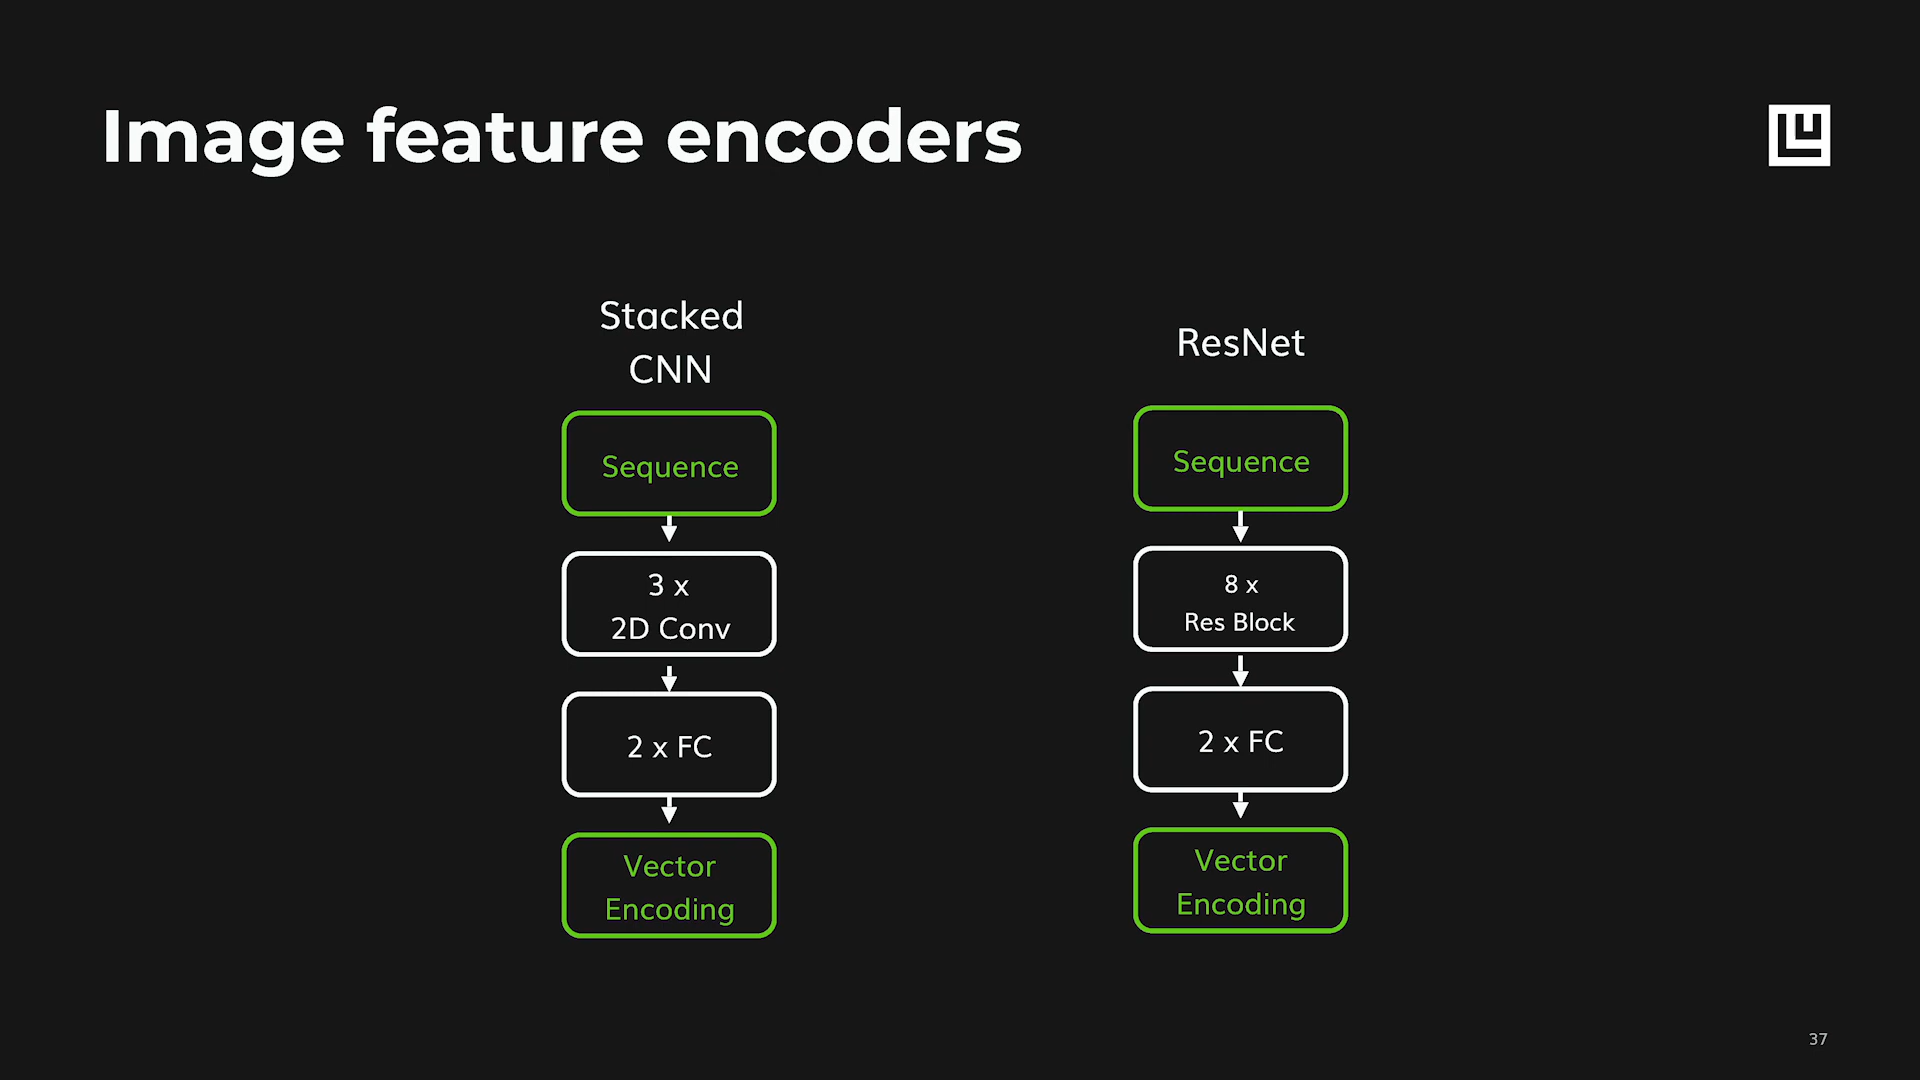 Image feature encoders
Stacked
CNN
Sequence
3 x
2D Conv
2 x FC
Vector
Encoding
ResNet
Sequence
8 x
Res Block
2 x FC
Vector
Encoding
37